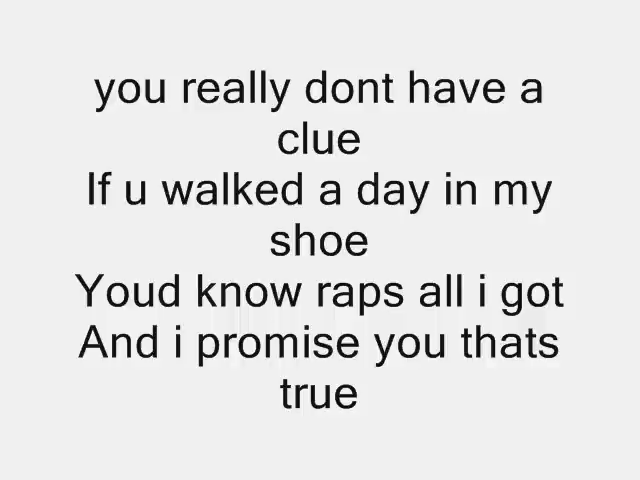 you really dont have a
clue
If u walked a day in my
shoe
Youd know raps all i got
And i promise you thats
true